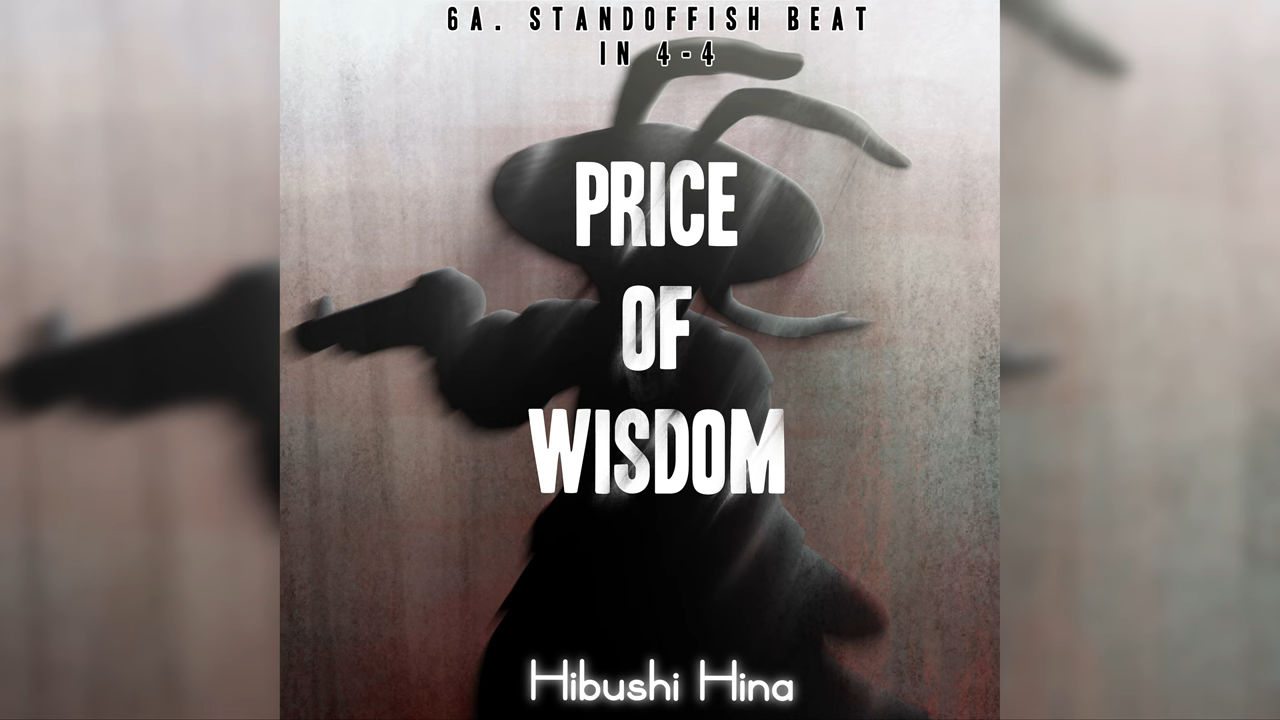 6A. STANDOFFISH BEAT
IN 4-4
PRICE
OF
WISDOM
Hibushi Hina